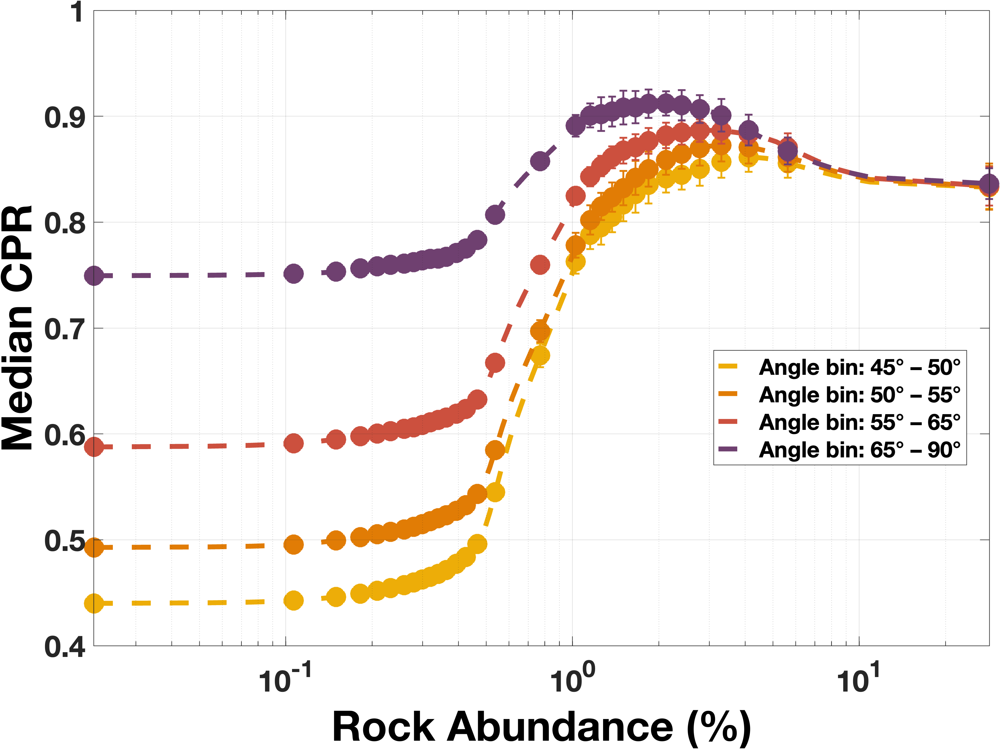 1
0.9
0.8
0.7
0.6
0.5
0.4
Median CPR
Angle bin: 45° – 50°
Angle bin: 50° – 55°
Angle bin: 55° – 65°
Angle bin: 65° – 90°
10-1 100 101
Rock Abundance (%)